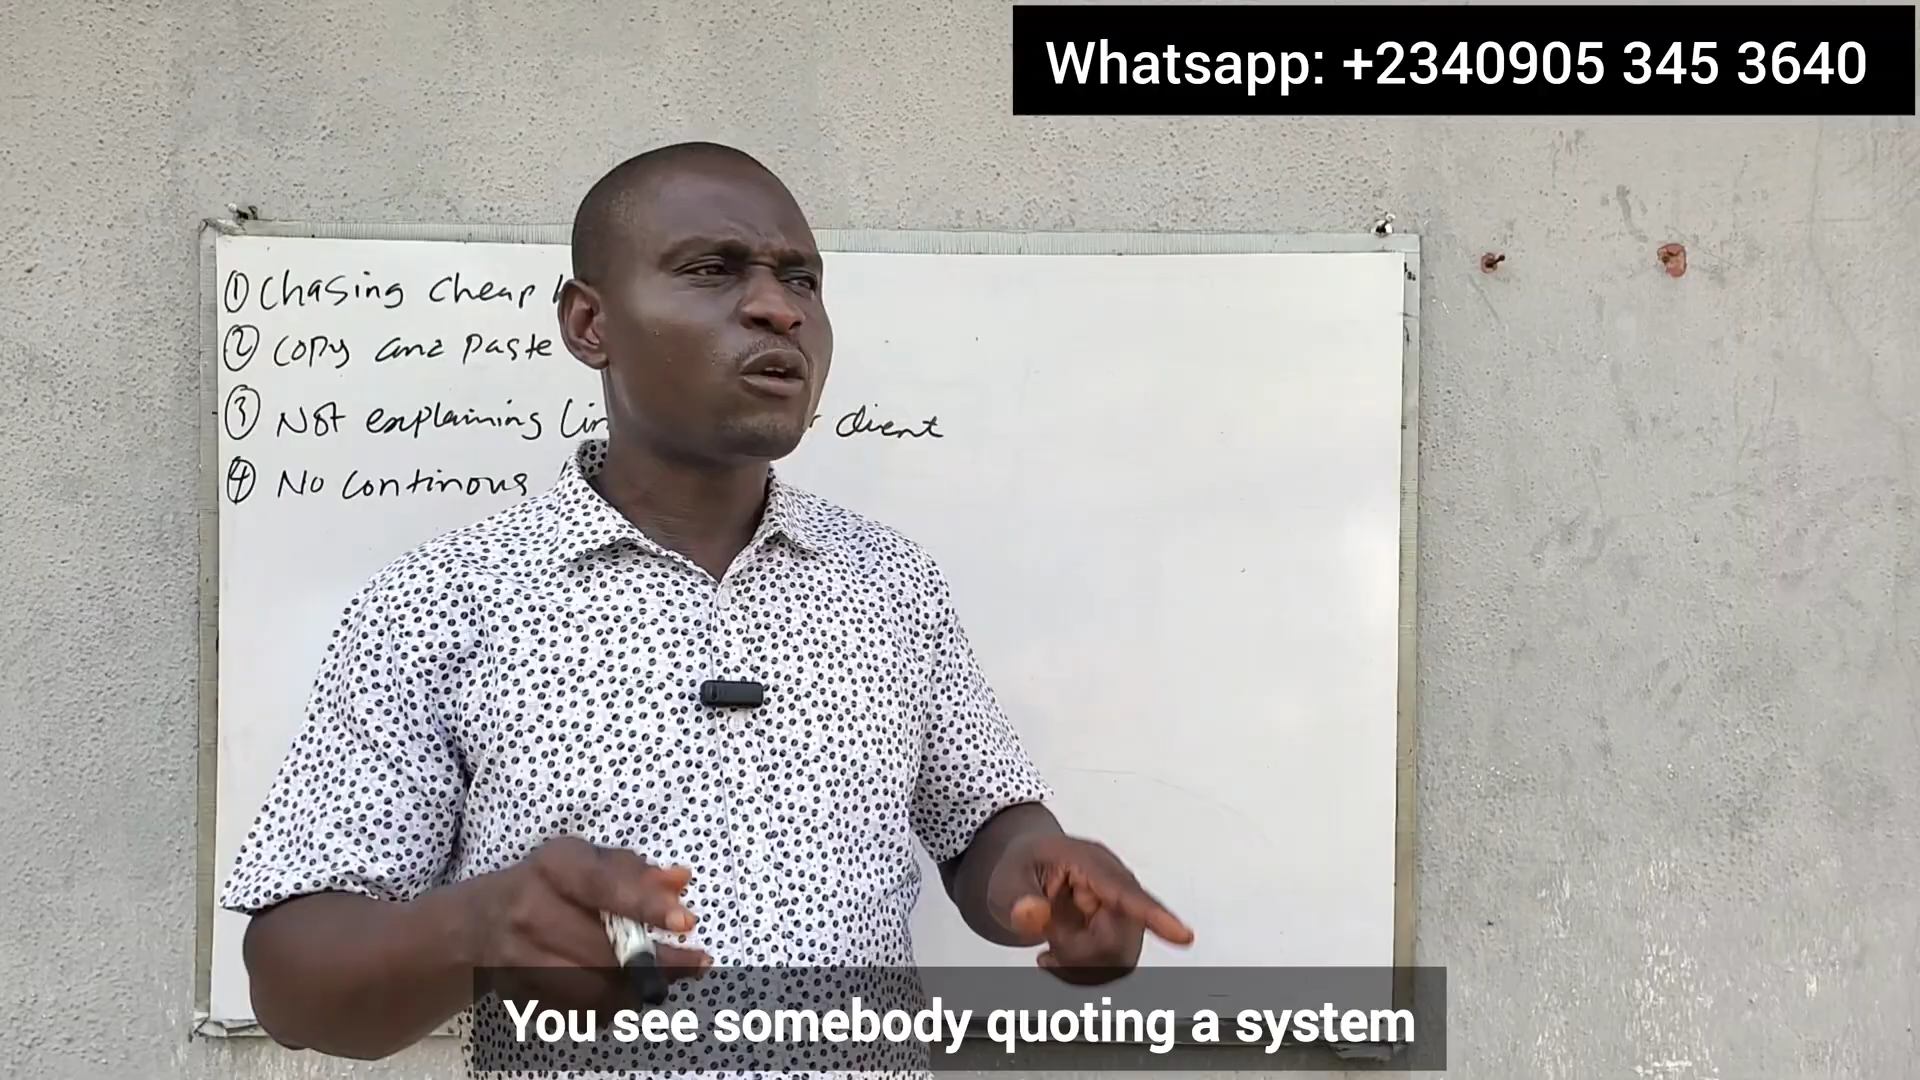 Whatsapp: +2340905 345 3640
① Chasing cheap
② Copy and Paste
③ Not explaining client
④ No continous
You see somebody quoting a system